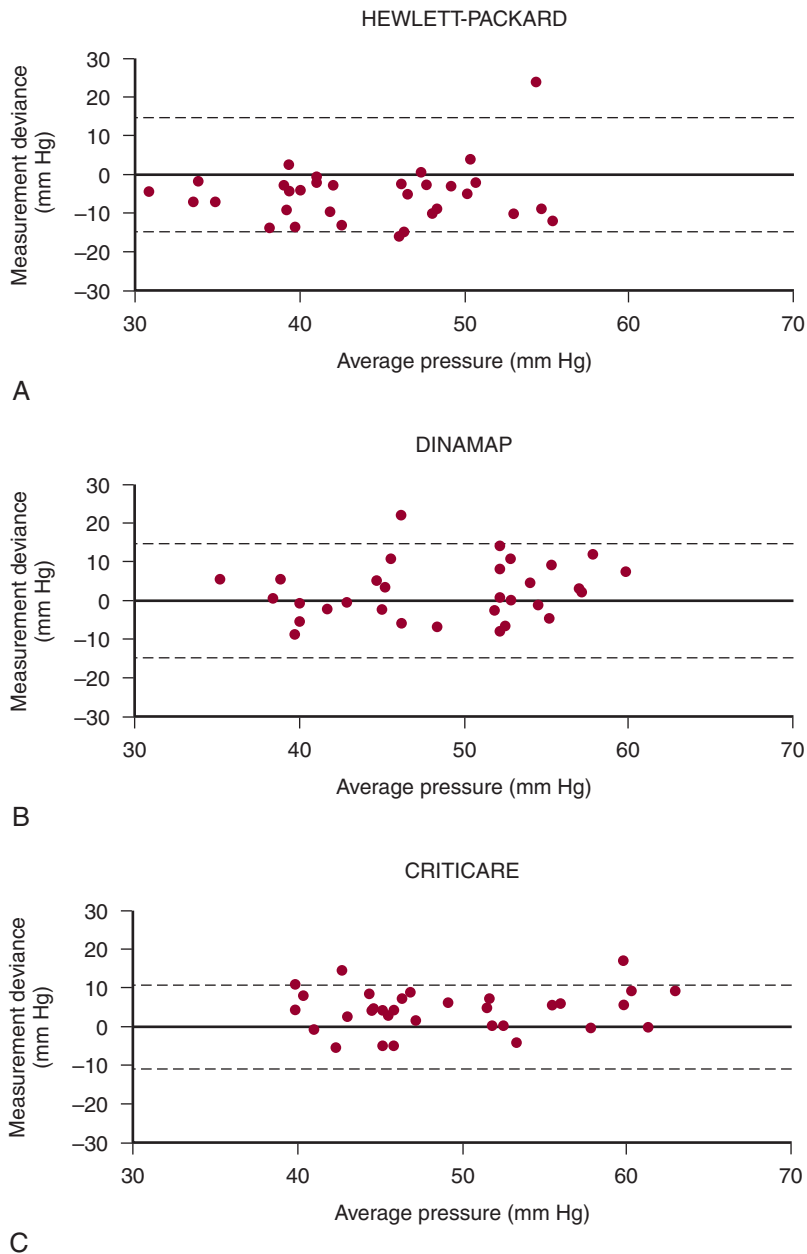 HEWLETT-PACKARD
Measurement deviance
(mm Hg)
30
20
10
0
–10
–20
–30
30
40
50
60
70
Average pressure (mm Hg)
A
DINAMAP
Measurement deviance
(mm Hg)
30
20
10
0
–10
–20
–30
30
40
50
60
70
Average pressure (mm Hg)
B
CRITICARE
Measurement deviance
(mm Hg)
30
20
10
0
–10
–20
–30
30
40
50
60
70
Average pressure (mm Hg)
C